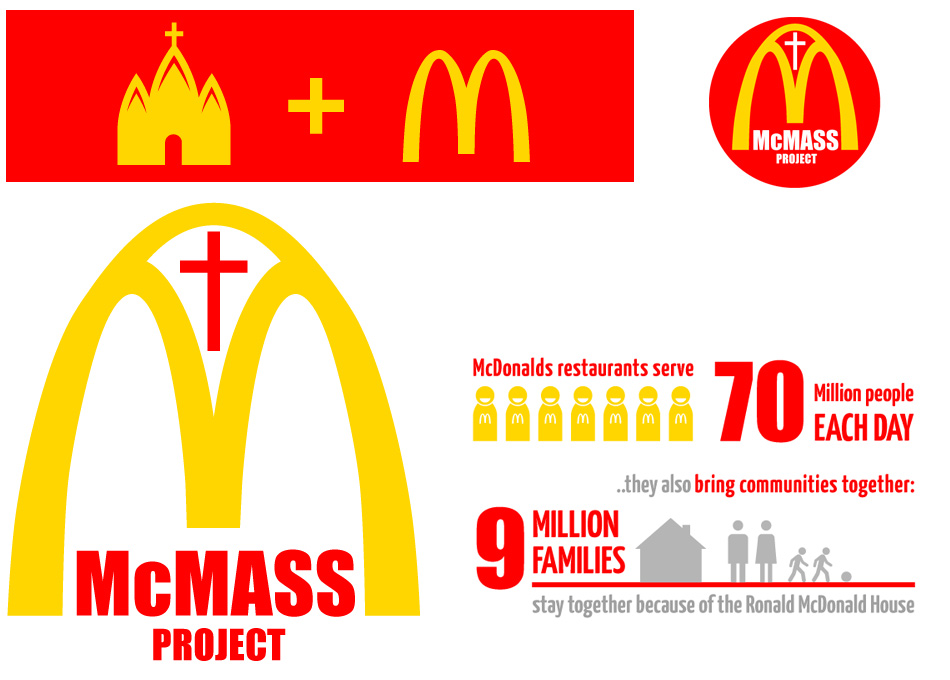 McMASS
PROJECT
McMASS
PROJECT
McDonalds restaurants serve
70
Million people
EACH DAY
..they also bring communities together:
9
MILLION
FAMILIES
stay together because of the Ronald McDonald House